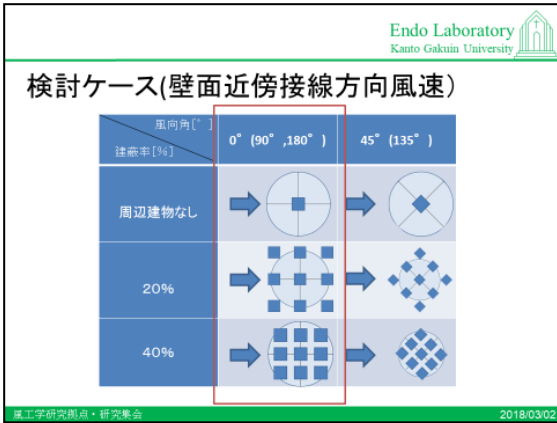 Endo Laboratory
Kanto Gakuin University
検討ケース(壁面近傍接線方向風速)
風向角[°]
建蔽率[%]
0°(90°,180°)
45°(135°)
周辺建物なし
20%
40%
風工学研究拠点・研究集会
2018/03/02